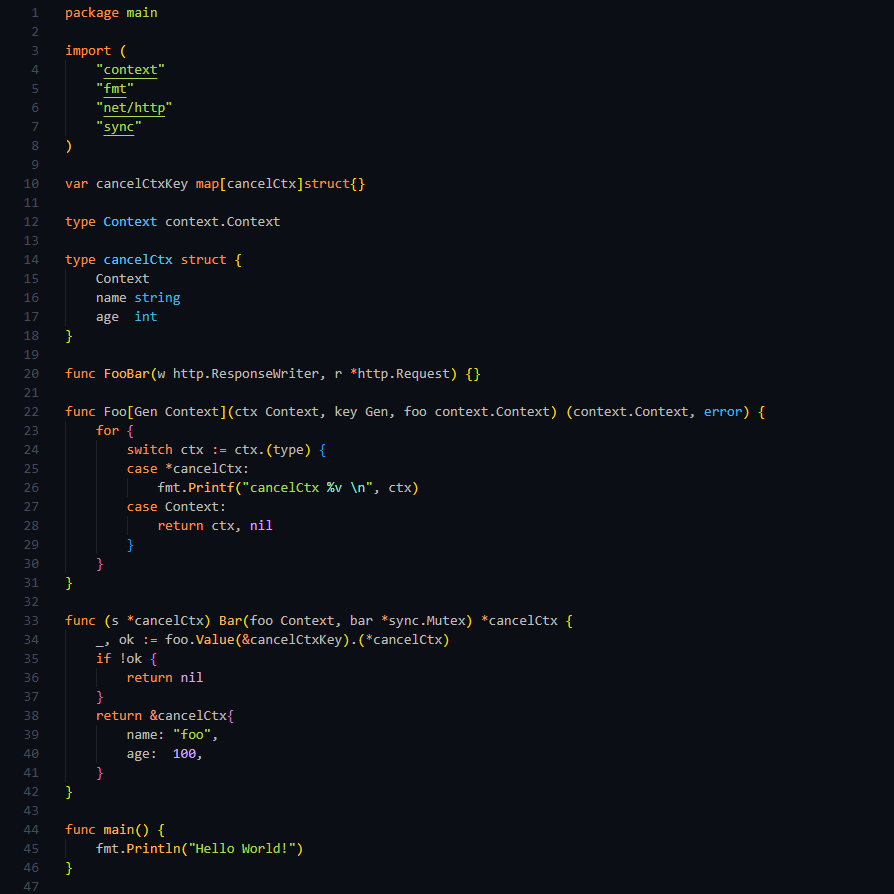 1 package main
2
3 import (
4     "context"
5     "fmt"
6     "net/http"
7     "sync"
8 )
9
10 var cancelCtxKey map[cancelCtx]struct{}
11
12 type Context context.Context
13
14 type cancelCtx struct {
15     Context
16     name string
17     age  int
18 }
19
20 func FooBar(w http.ResponseWriter, r *http.Request) {}
21
22 func Foo[Gen Context](ctx Context, key Gen, foo context.Context) (context.Context, error) {
23     for {
24         switch ctx := ctx.(type) {
25         case *cancelCtx:
26             fmt.Printf("cancelCtx %v \n", ctx)
27         case Context:
28             return ctx, nil
29         }
30     }
31 }
32
33 func (s *cancelCtx) Bar(foo Context, bar *sync.Mutex) *cancelCtx {
34     _, ok := foo.Value(&cancelCtxKey).(*cancelCtx)
35     if !ok {
36         return nil
37     }
38     return &cancelCtx{
39         name: "foo",
40         age:  100,
41     }
42 }
43
44 func main() {
45     fmt.Println("Hello World!")
46 }
47